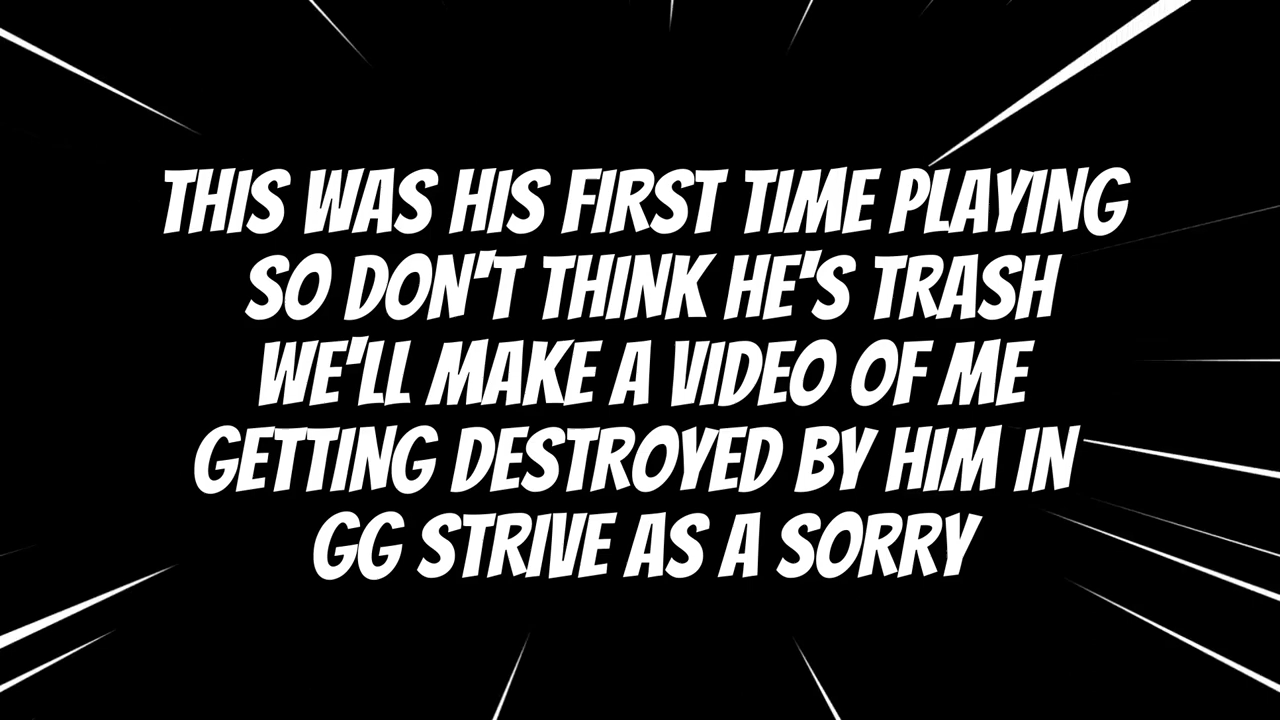 THIS WAS HIS FIRST TIME PLAYING
SO DON'T THINK HE'S TRASH
WE'LL MAKE A VIDEO OF ME
GETTING DESTROYED BY HIM IN
GG STRIVE AS A SORRY